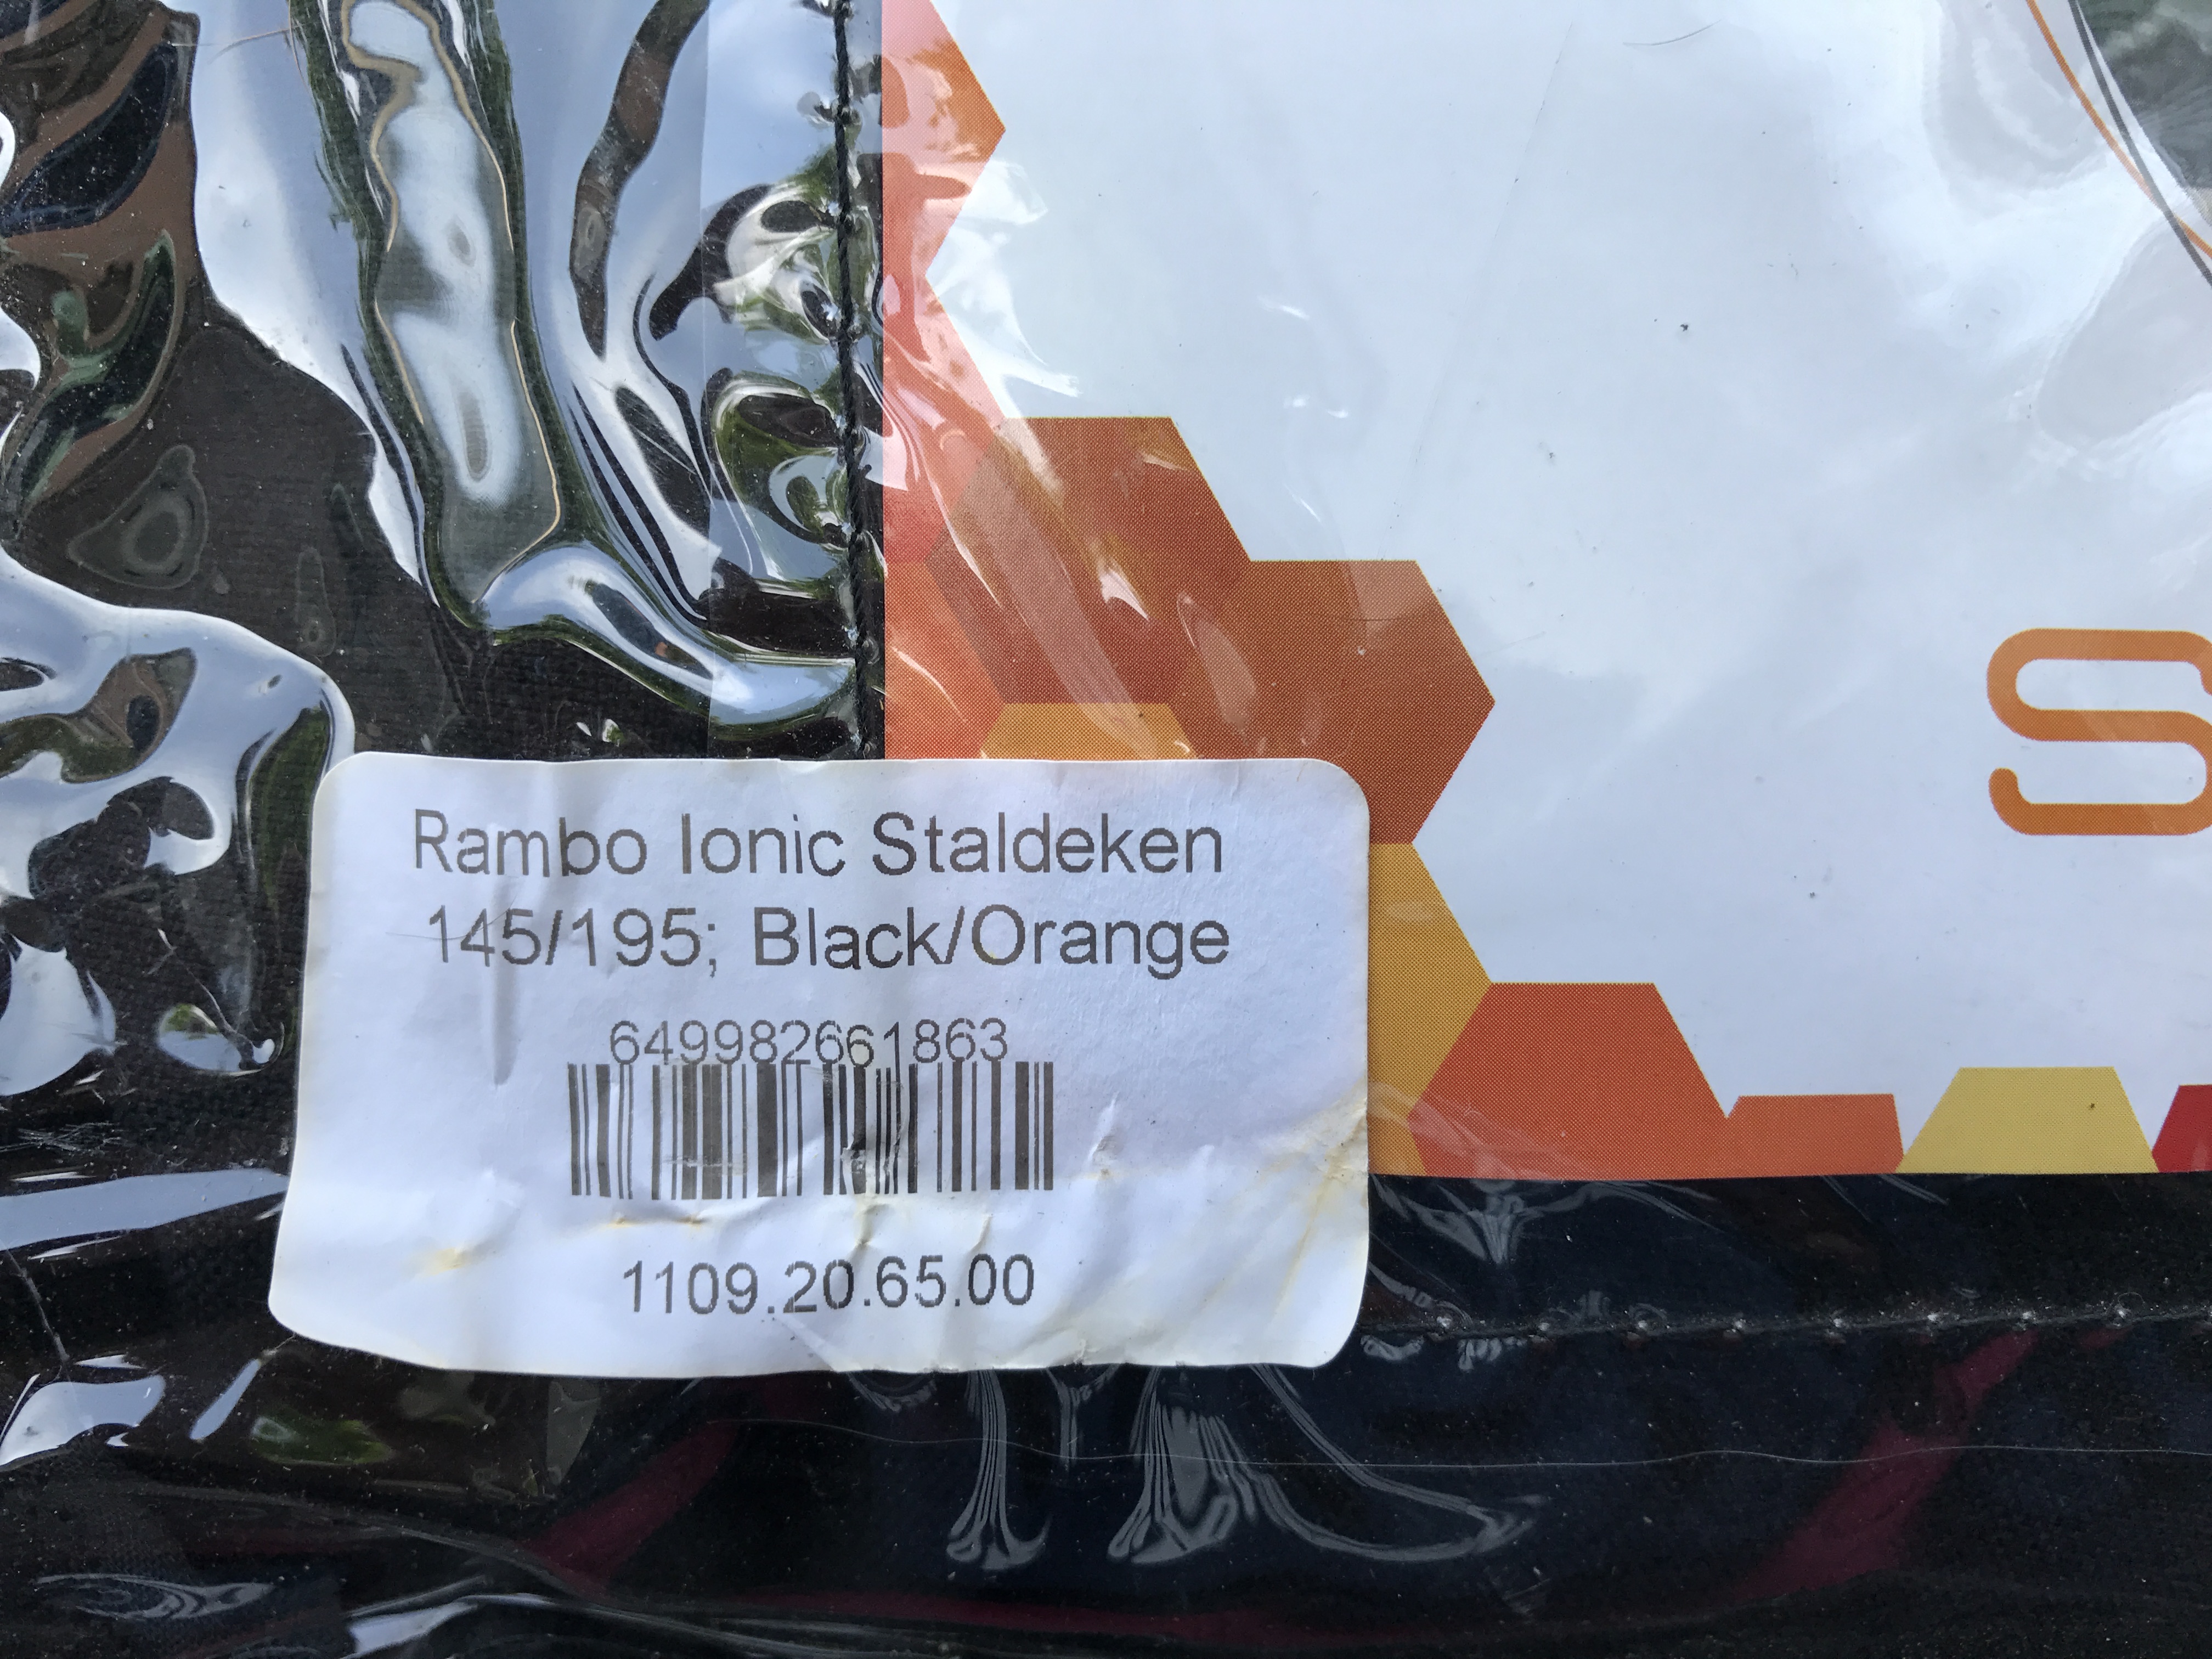 S
Rambo Ionic Staldeken
145/195; Black/Orange
649982661863
1109.20.65.00